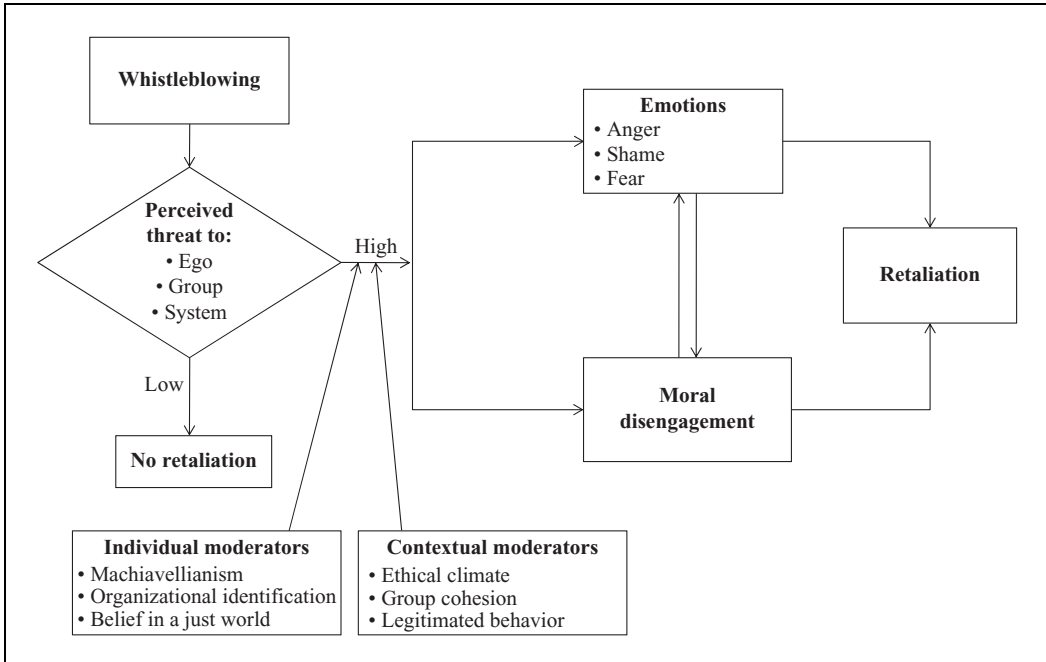 Whistleblowing
Perceived
threat to:
• Ego
• Group
• System
High
Low
No retaliation
Emotions
• Anger
• Shame
• Fear
Moral
disengagement
Retaliation
Individual moderators
• Machiavellianism
• Organizational identification
• Belief in a just world
Contextual moderators
• Ethical climate
• Group cohesion
• Legitimated behavior